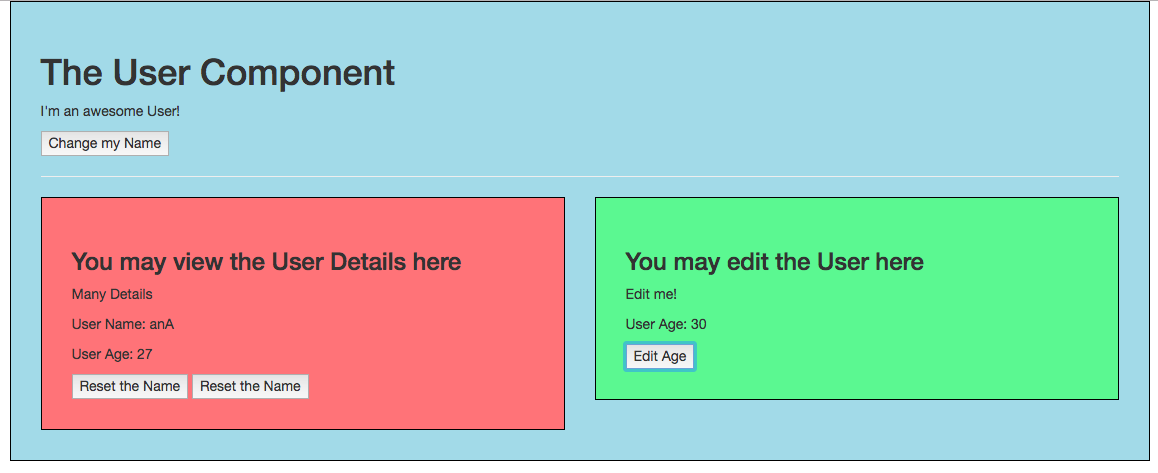 The User Component
I'm an awesome User!
Change my Name
You may view the User Details here
Many Details
User Name: anA
User Age: 27
Reset the Name Reset the Name
You may edit the User here
Edit me!
User Age: 30
Edit Age